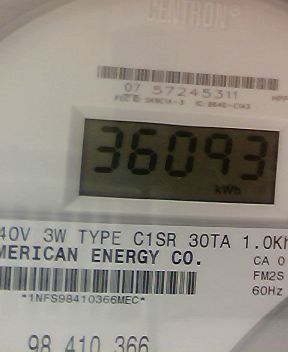 CENTRON®
07 57245311
36093
kWh
40V 3W TYPE C1SR 30TA 1.0Kh
MERICAN ENERGY CO.
CA 0
FM2S
60Hz
*1NFS98410366MEC*
98 410 366